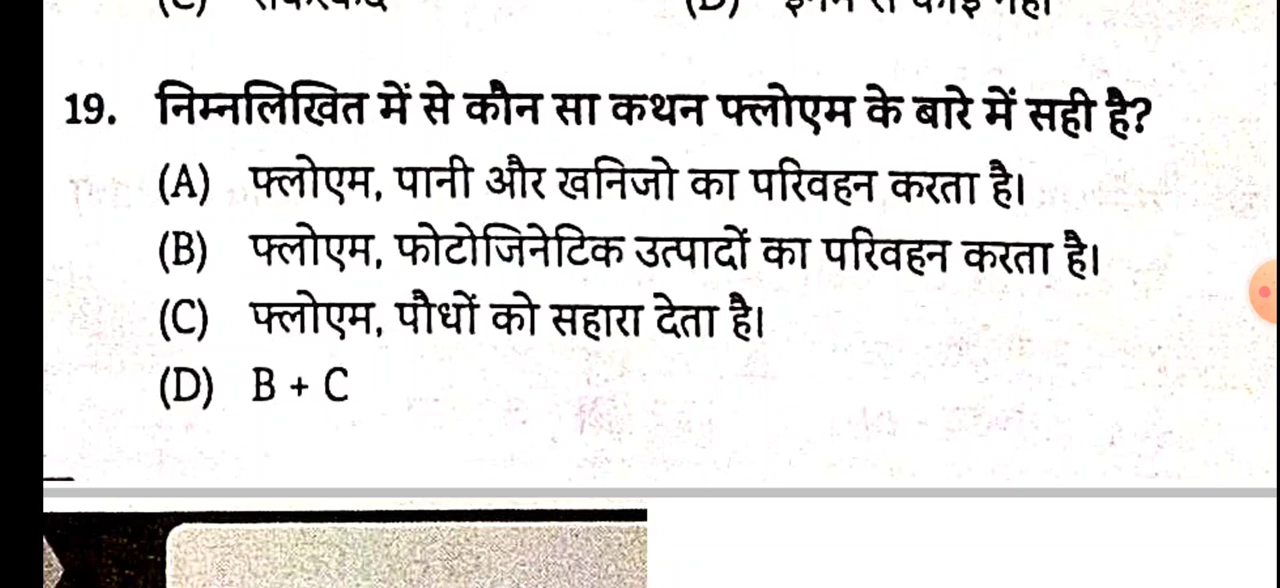 19. निम्नलिखित में से कौन सा कथन फ्लोएम के बारे में सही है?
(A) फ्लोएम, पानी और खनिजो का परिवहन करता है।
(B) फ्लोएम, फोटोजिनेटिक उत्पादों का परिवहन करता है।
(C) फ्लोएम, पौधों को सहारा देता है।
(D) B + C